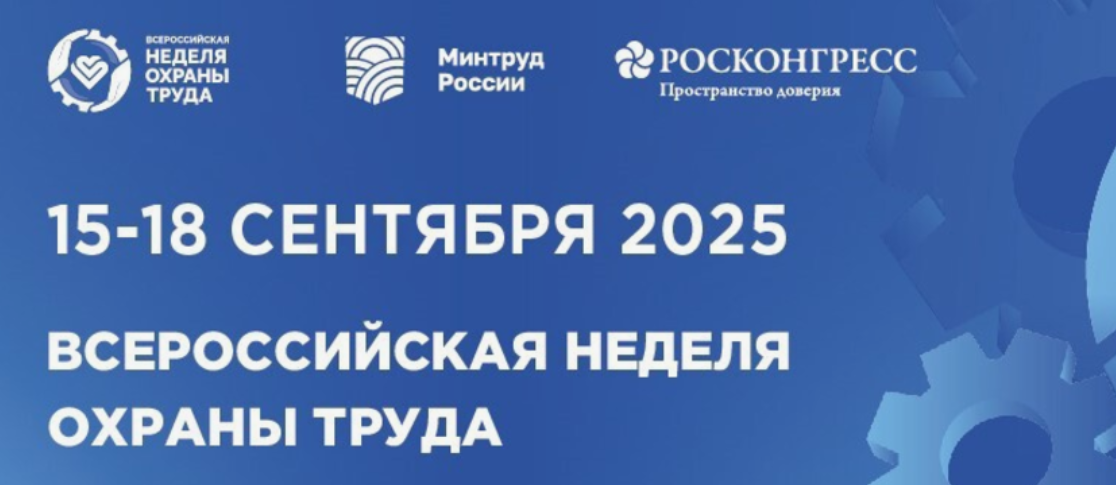 ВСЕРОССИЙСКАЯ
НЕДЕЛЯ
ОХРАНЫ
ТРУДА
Минтруд
России
РОСКОНГРЕСС
Пространство доверия
15-18 СЕНТЯБРЯ 2025
ВСЕРОССИЙСКАЯ НЕДЕЛЯ
ОХРАНЫ ТРУДА